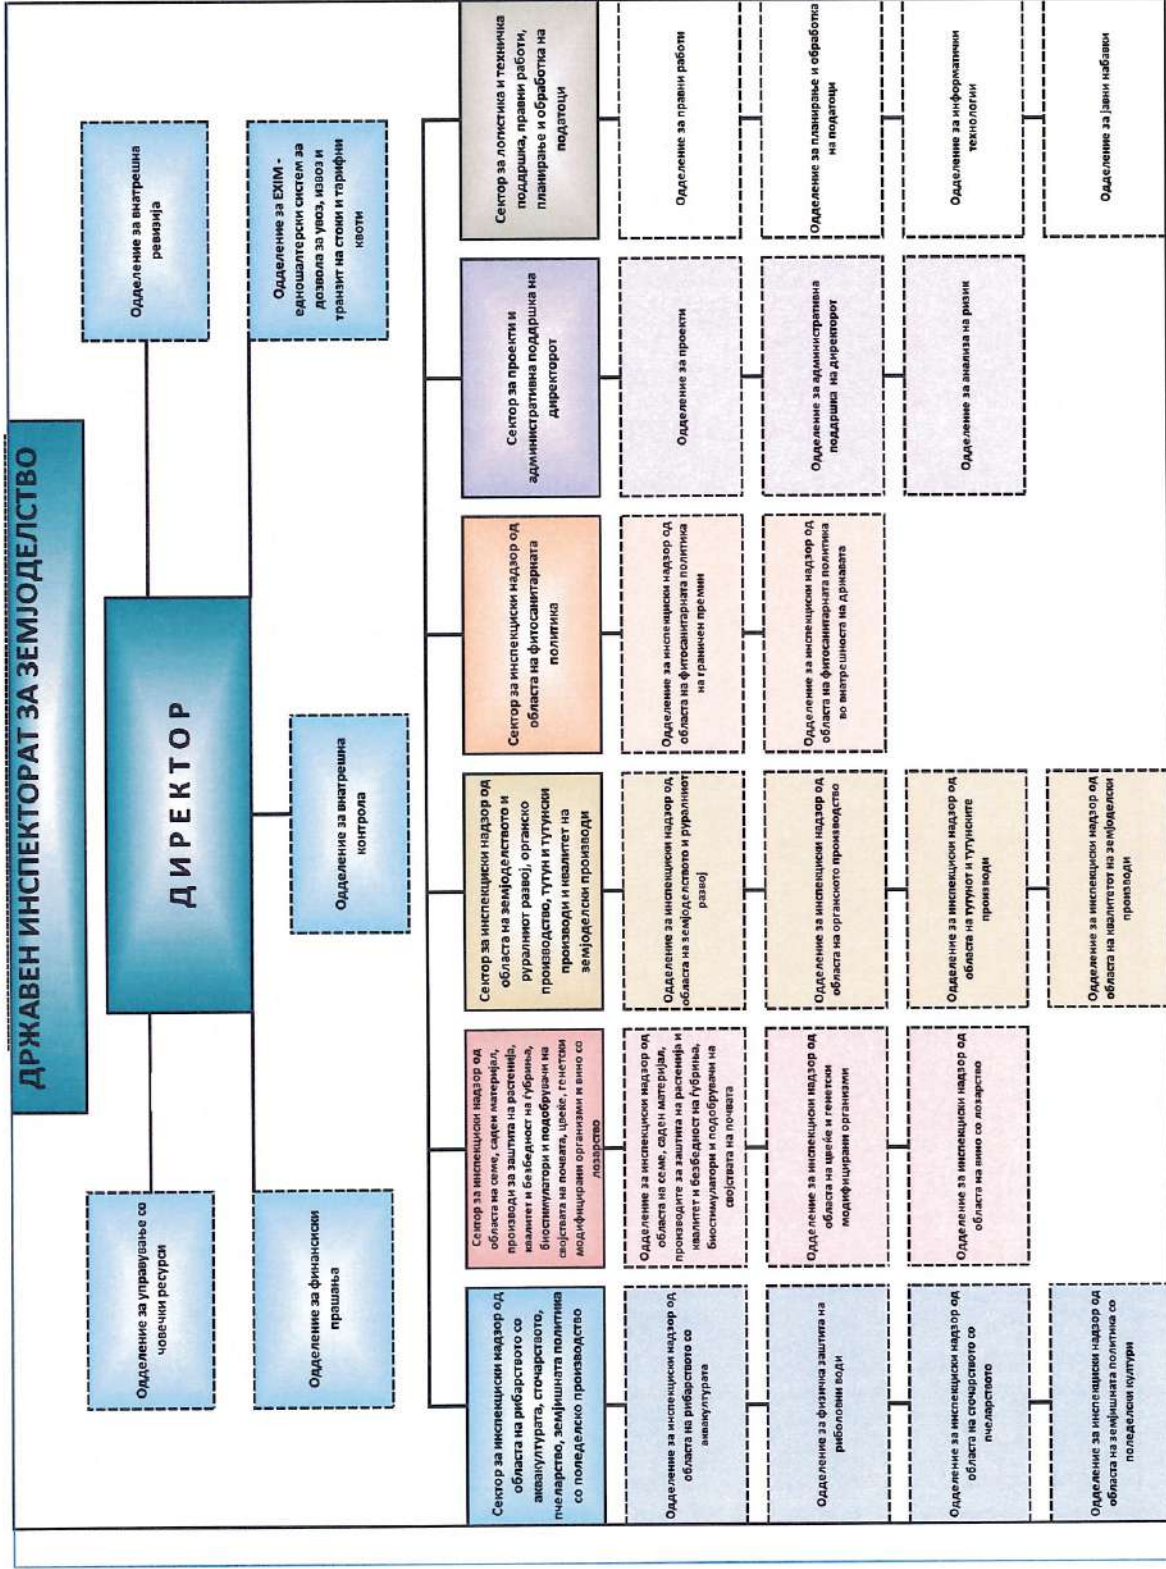 ДРЖАВЕН ИНСПЕКТОРАТ ЗА ЗЕМЈОДЕЛСТВО
ДИРЕКТОР
Одделение за управување со
човечки ресурси
Одделение за внатрешна
ревизија
Одделение за финансиски
прашања
Одделение за EXIM -
едношалтерски систем за
дозвола за увоз, извоз и
транзит на стоки и тарифни
квоти
Одделение за внатрешна
контрола
Сектор за инспекциски надзор од
областа на рибарството со
аквакултурата, сточарството,
пчеларство, земјишната политика
со поледелско производство
Одделение за инспекциски надзор од
областа на рибарството со
аквакултурата
Одделение за физичка заштита на
риболовни води
Одделение за инспекциски надзор од
областа на сточарството со
пчеларството
Одделение за инспекциски надзор од
областа на земјишната политика со
поледелски култури
Сектор за инспекциски надзор од
областа на семе, саден материјал,
производи за заштита на растенија,
квалитет и безбедност на ѓубриња,
биостимулатори и подобрувачи на
својствата на почвата, цвеќе, генетски
модифицирани организми и вино со
лозарство
Одделение за инспекциски надзор од
областа на семе, саден материјал,
производите за заштита на растенија и
квалитет и безбедност на ѓубриња,
биостимулатори и подобрувачи на
својствата на почвата
Одделение за инспекциски надзор од
областа на цвеќе и генетски
модифицирани организми
Одделение за инспекциски надзор од
областа на вино со лозарство
Сектор за инспекциски надзор од
областа на земјоделството и
руралниот развој, органско
производство, тутун и тутунски
производи и квалитет на
земјоделски производи
Одделение за инспекциски надзор од
областа на земјоделството и руралниот
развој
Одделение за инспекциски надзор од
областа на органското производство
Одделение за инспекциски надзор од
областа на тутунот и тутунските
производи
Одделение за инспекциски надзор од
областа на квалитетот на земјоделски
производи
Сектор за инспекциски надзор од
областа на фитосанитарната
политика
Одделение за инспекциски надзор од
областа на фитосанитарната политика
на граничен премин
Одделение за инспекциски надзор од
областа на фитосанитарната политика
во внатрешноста на државата
Сектор за проекти и
административна поддршка на
директорот
Одделение за проекти
Одделение за административна
поддршка на директорот
Одделение за анализа на ризик
Сектор за логистика и техничка
поддршка, правни работи,
планирање и обработка на
податоци
Одделение за правни работи
Одделение за планирање и обработка
на податоци
Одделение за информатички
технологии
Одделение за јавни набавки